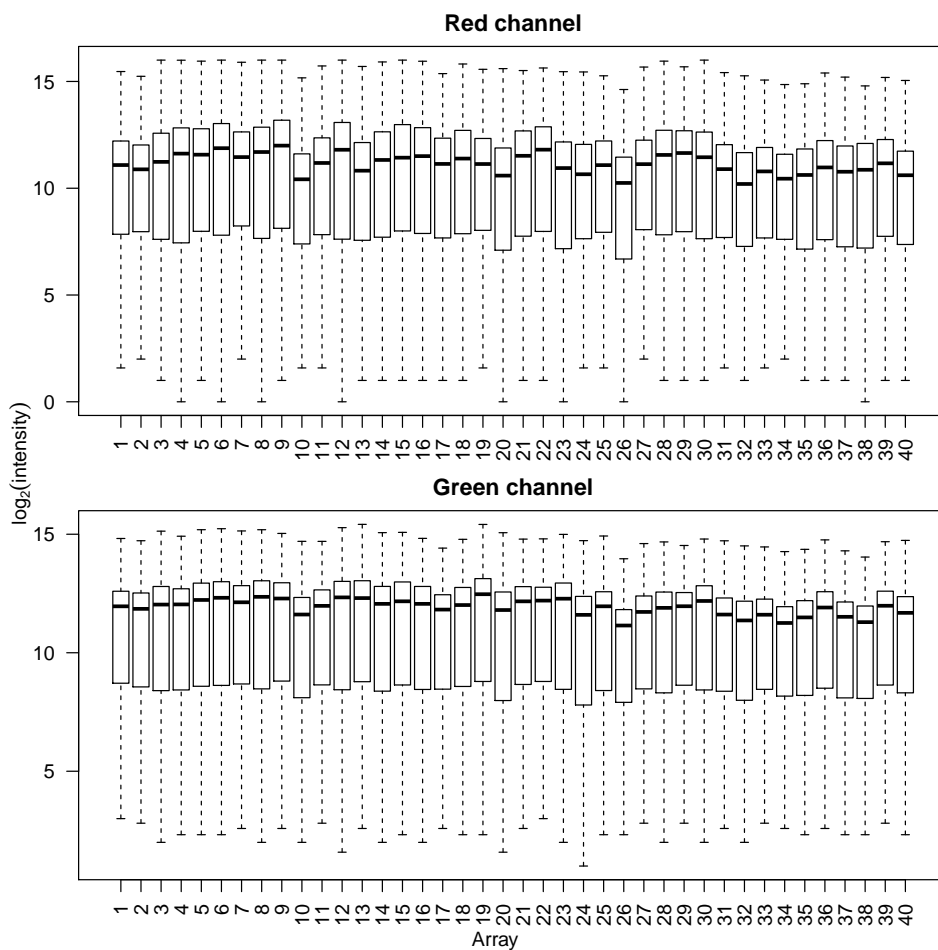 Red channel
15
10
5
0
1 2 3 4 5 6 7 8 9 10 11 12 13 14 15 16 17 18 19 20 21 22 23 24 25 26 27 28 29 30 31 32 33 34 35 36 37 38 39 40
log₂(intensity)
Green channel
15
10
5
1 2 3 4 5 6 7 8 9 10 11 12 13 14 15 16 17 18 19 20 21 22 23 24 25 26 27 28 29 30 31 32 33 34 35 36 37 38 39 40
Array